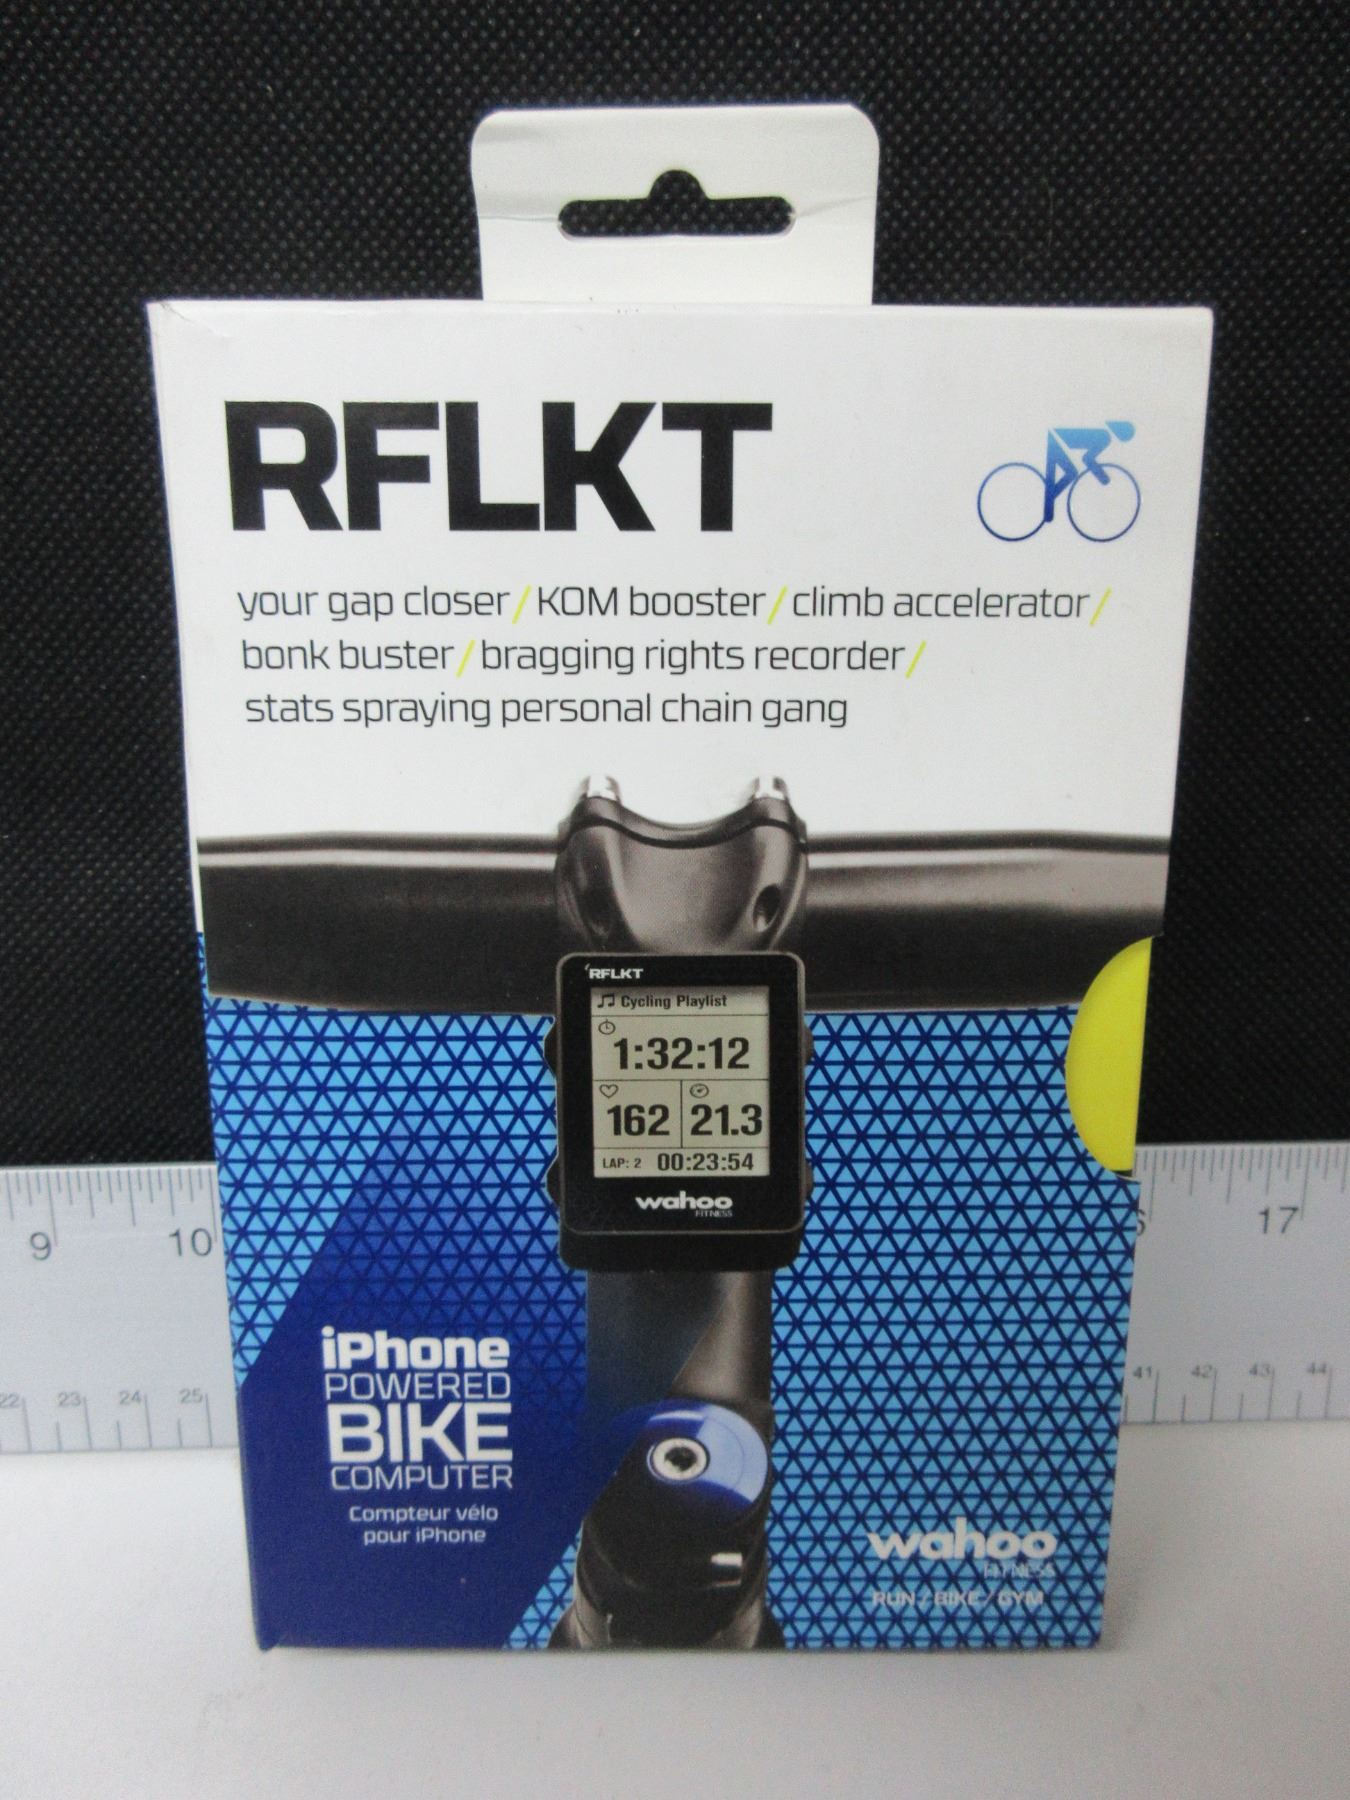 RFLKT
your gap closer/KOM booster/climb accelerator/
bonk buster/bragging rights recorder/
stats spraying personal chain gang
RFLKT
Cycling Playlist
1:32:12
162 21.3
LAP: 2 00:23:54
wahoo
FITNESS
9 10 17
22 23 24 25 41 42 43 44
iPhone
POWERED
BIKE
COMPUTER
Compteur vélo
pour iPhone
wahoo
FITNESS
RUN / BIKE / GYM